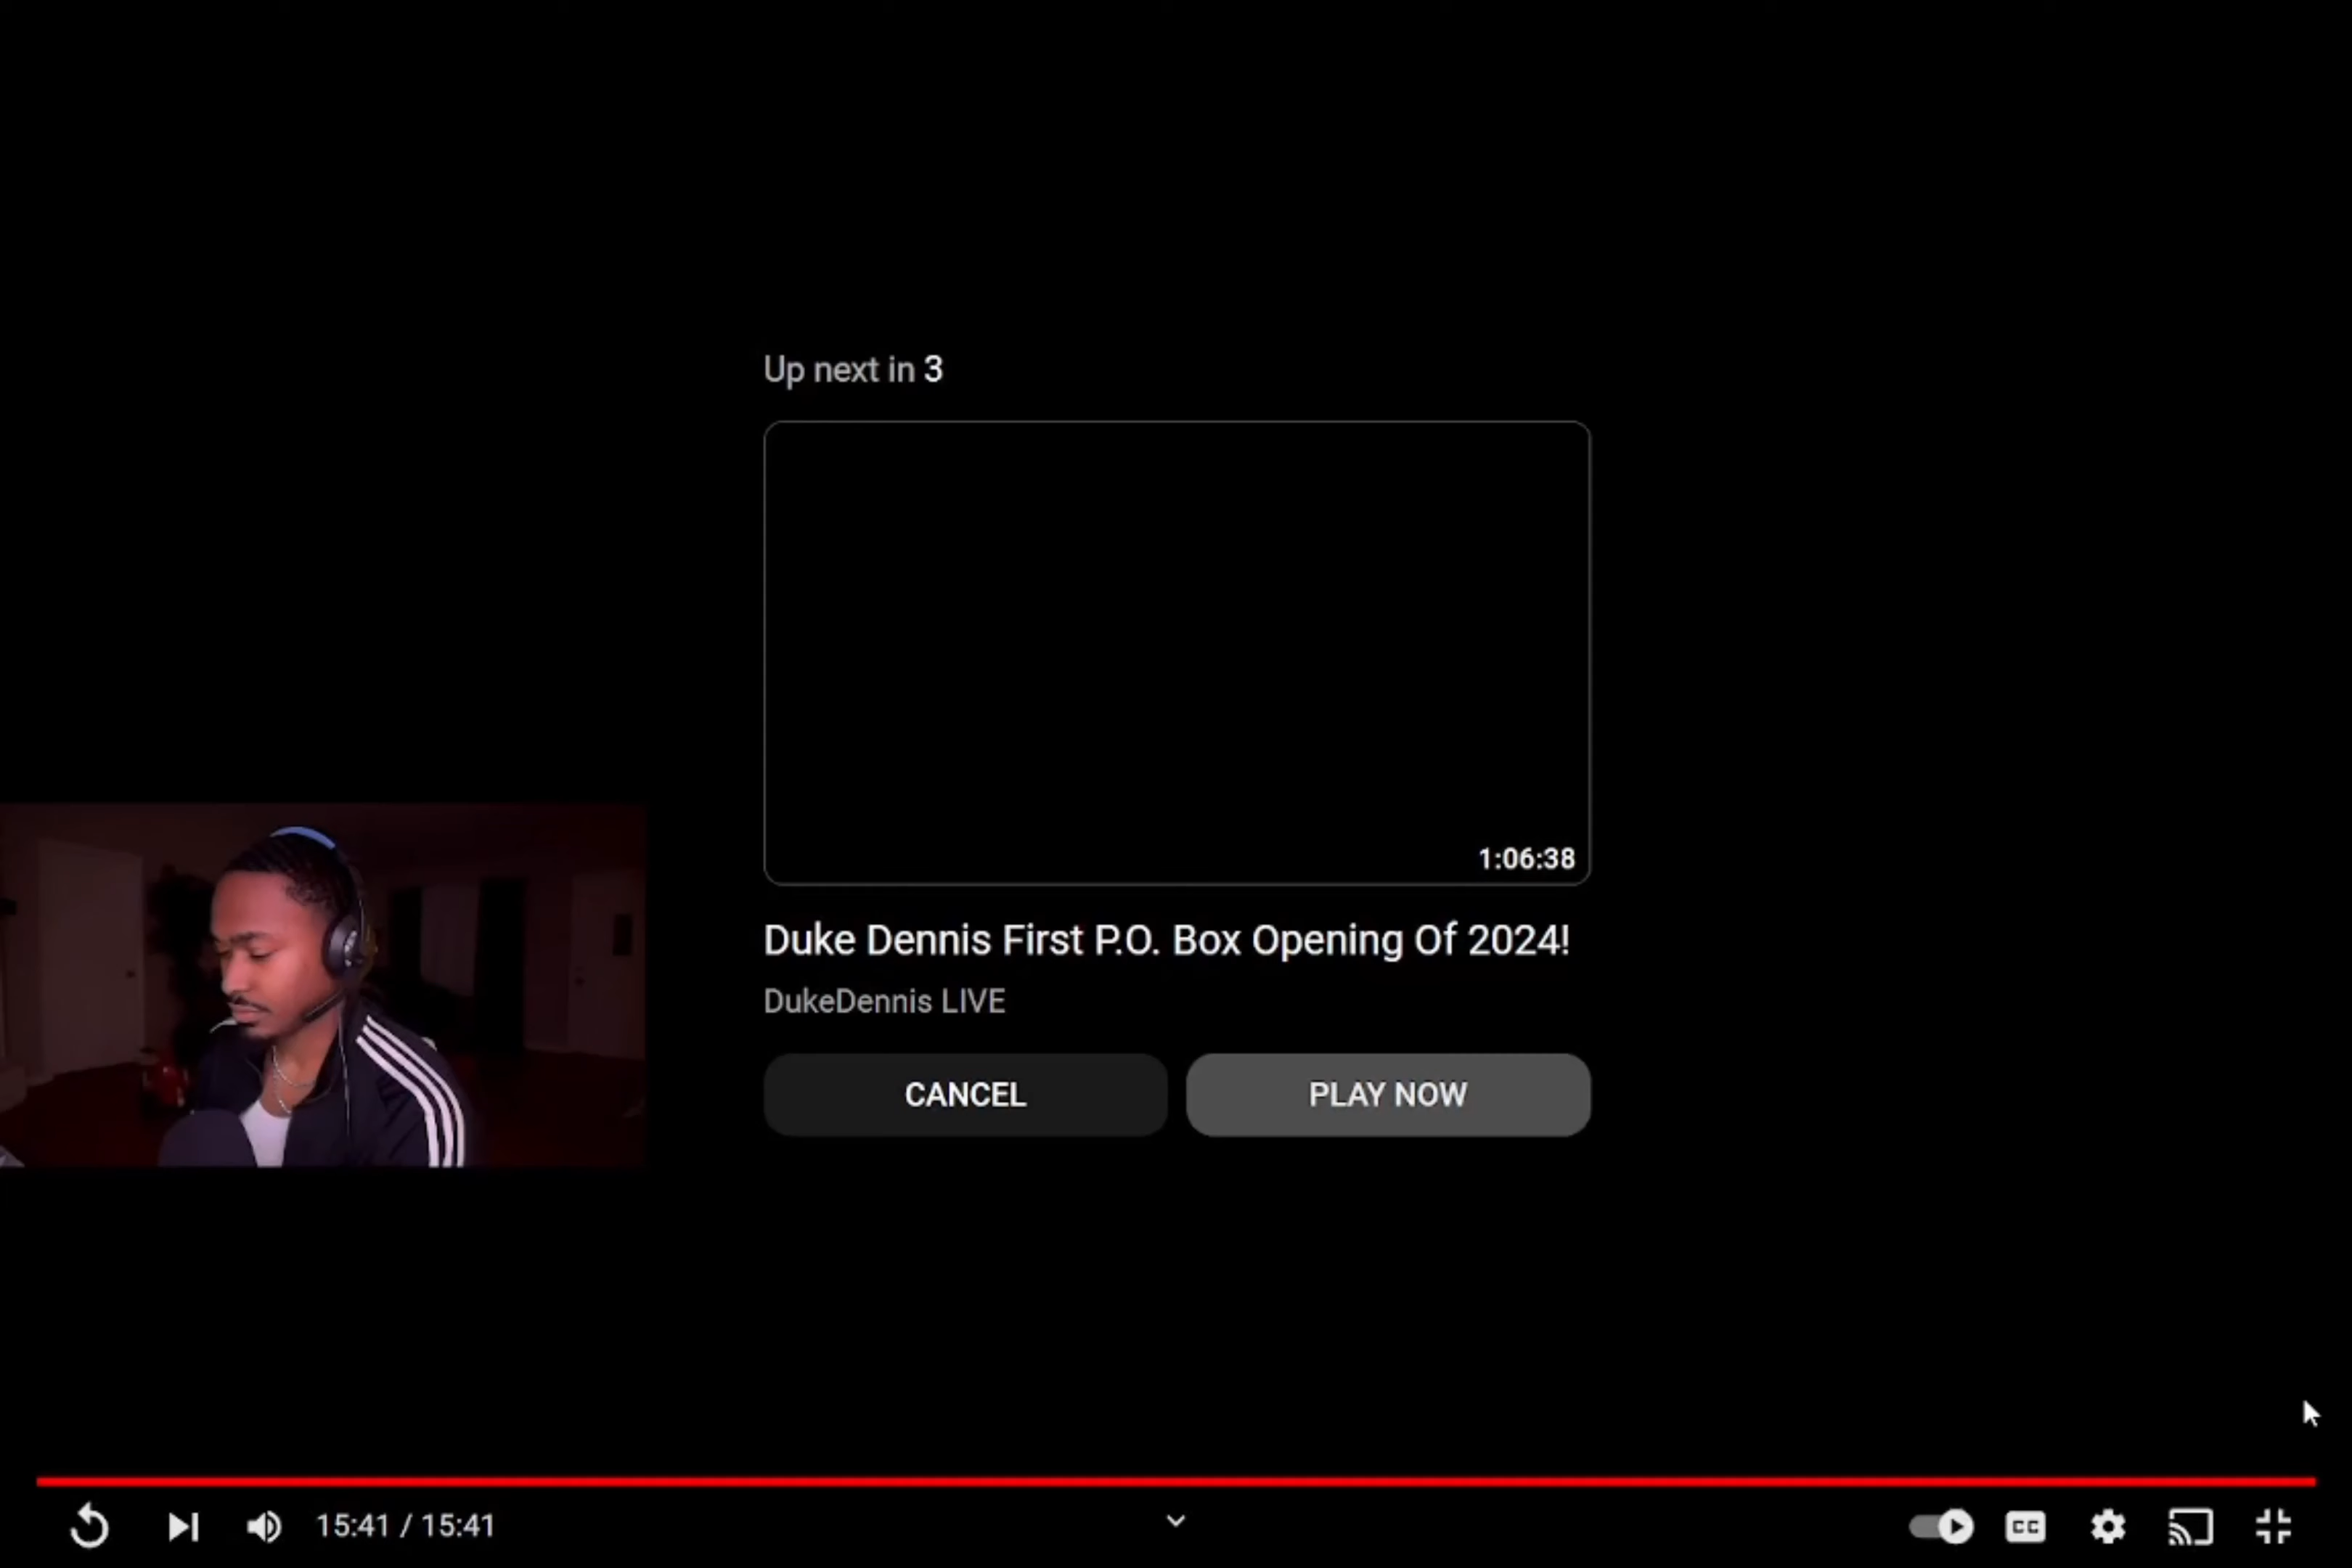 Up next in 3
1:06:38
Duke Dennis First P.O. Box Opening Of 2024!
DukeDennis LIVE
CANCEL
PLAY NOW
15:41 / 15:41
CC